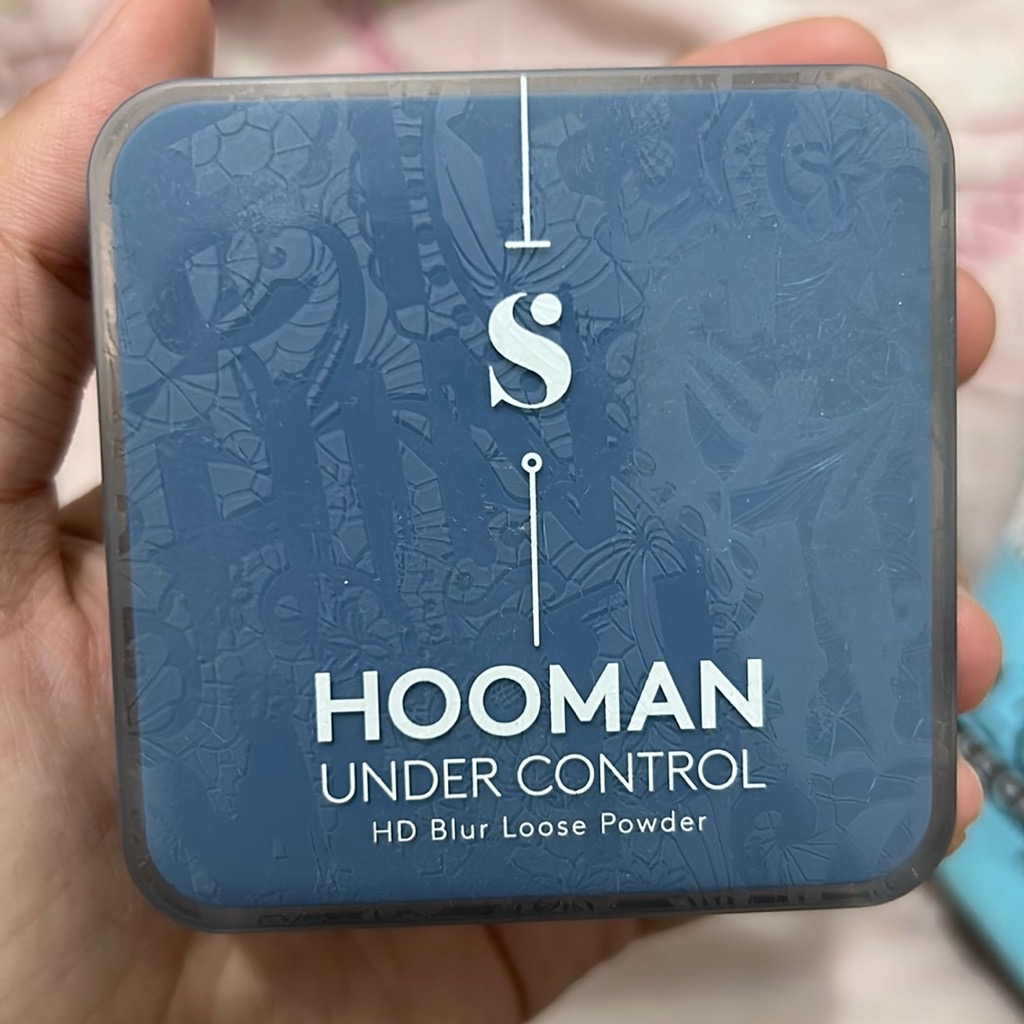 S
HOOMAN
UNDER CONTROL
HD Blur Loose Powder